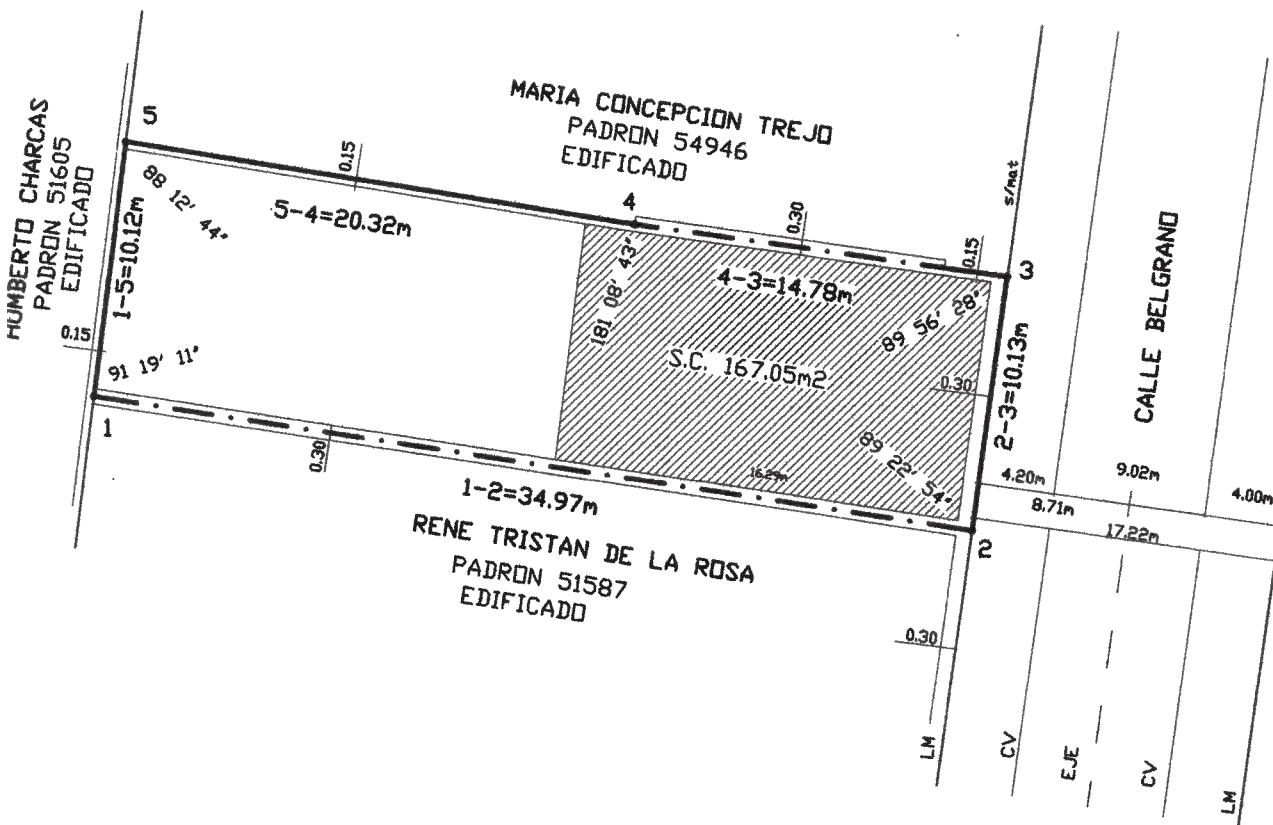 MARIA CONCEPCION TREJO
PADRON 54946
EDIFICADO
HUMBERTO CHARCAS
PADRON 51605
EDIFICADO
5
0.15
88 12' 44"
5-4=20.32m
1-5=10.12m
0.15
91 19' 11"
1
4
0.30
0.15
3
s/mat
4-3=14.78m
181 08' 43"
89 56' 28"
S.C. 167.05m2
0.30
2-3=10.13m
89 22' 54"
16.29m
0.30
1-2=34.97m
2
RENE TRISTAN DE LA ROSA
PADRON 51587
EDIFICADO
CALLE BELGRANO
4.20m
9.02m
4.00m
8.71m
17.22m
0.30
LM
CV
EJE
CV
LM